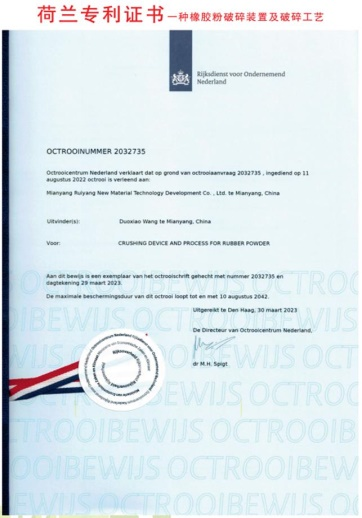 荷兰专利证书—一种橡胶粉破碎装置及破碎工艺
Rijksdienst voor Ondernemend
Nederland
OCTROOINUMMER 2032735
Octrooicentrum Nederland verklaart dat op grond van octrooiaanvraag 2032735 , ingediend op 11
augustus 2022 octrooi is verleend aan:
Mianyang Ruiyang New Material Technology Development Co. , Ltd. te Mianyang, China
Uitvinder(s): Duoxiao Wang te Mianyang, China
Voor: CRUSHING DEVICE AND PROCESS FOR RUBBER POWDER
Aan dit bewijs is een exemplaar van het octrooischrift gehecht met nummer 2032735 en
dagtekening 29 maart 2023.
De maximale beschermingsduur van dit octrooi loopt tot en met 10 augustus 2042.
Uitgereikt te Den Haag, 30 maart 2023
De Directeur van Octrooicentrum Nederland,
dr M.H. Spigt